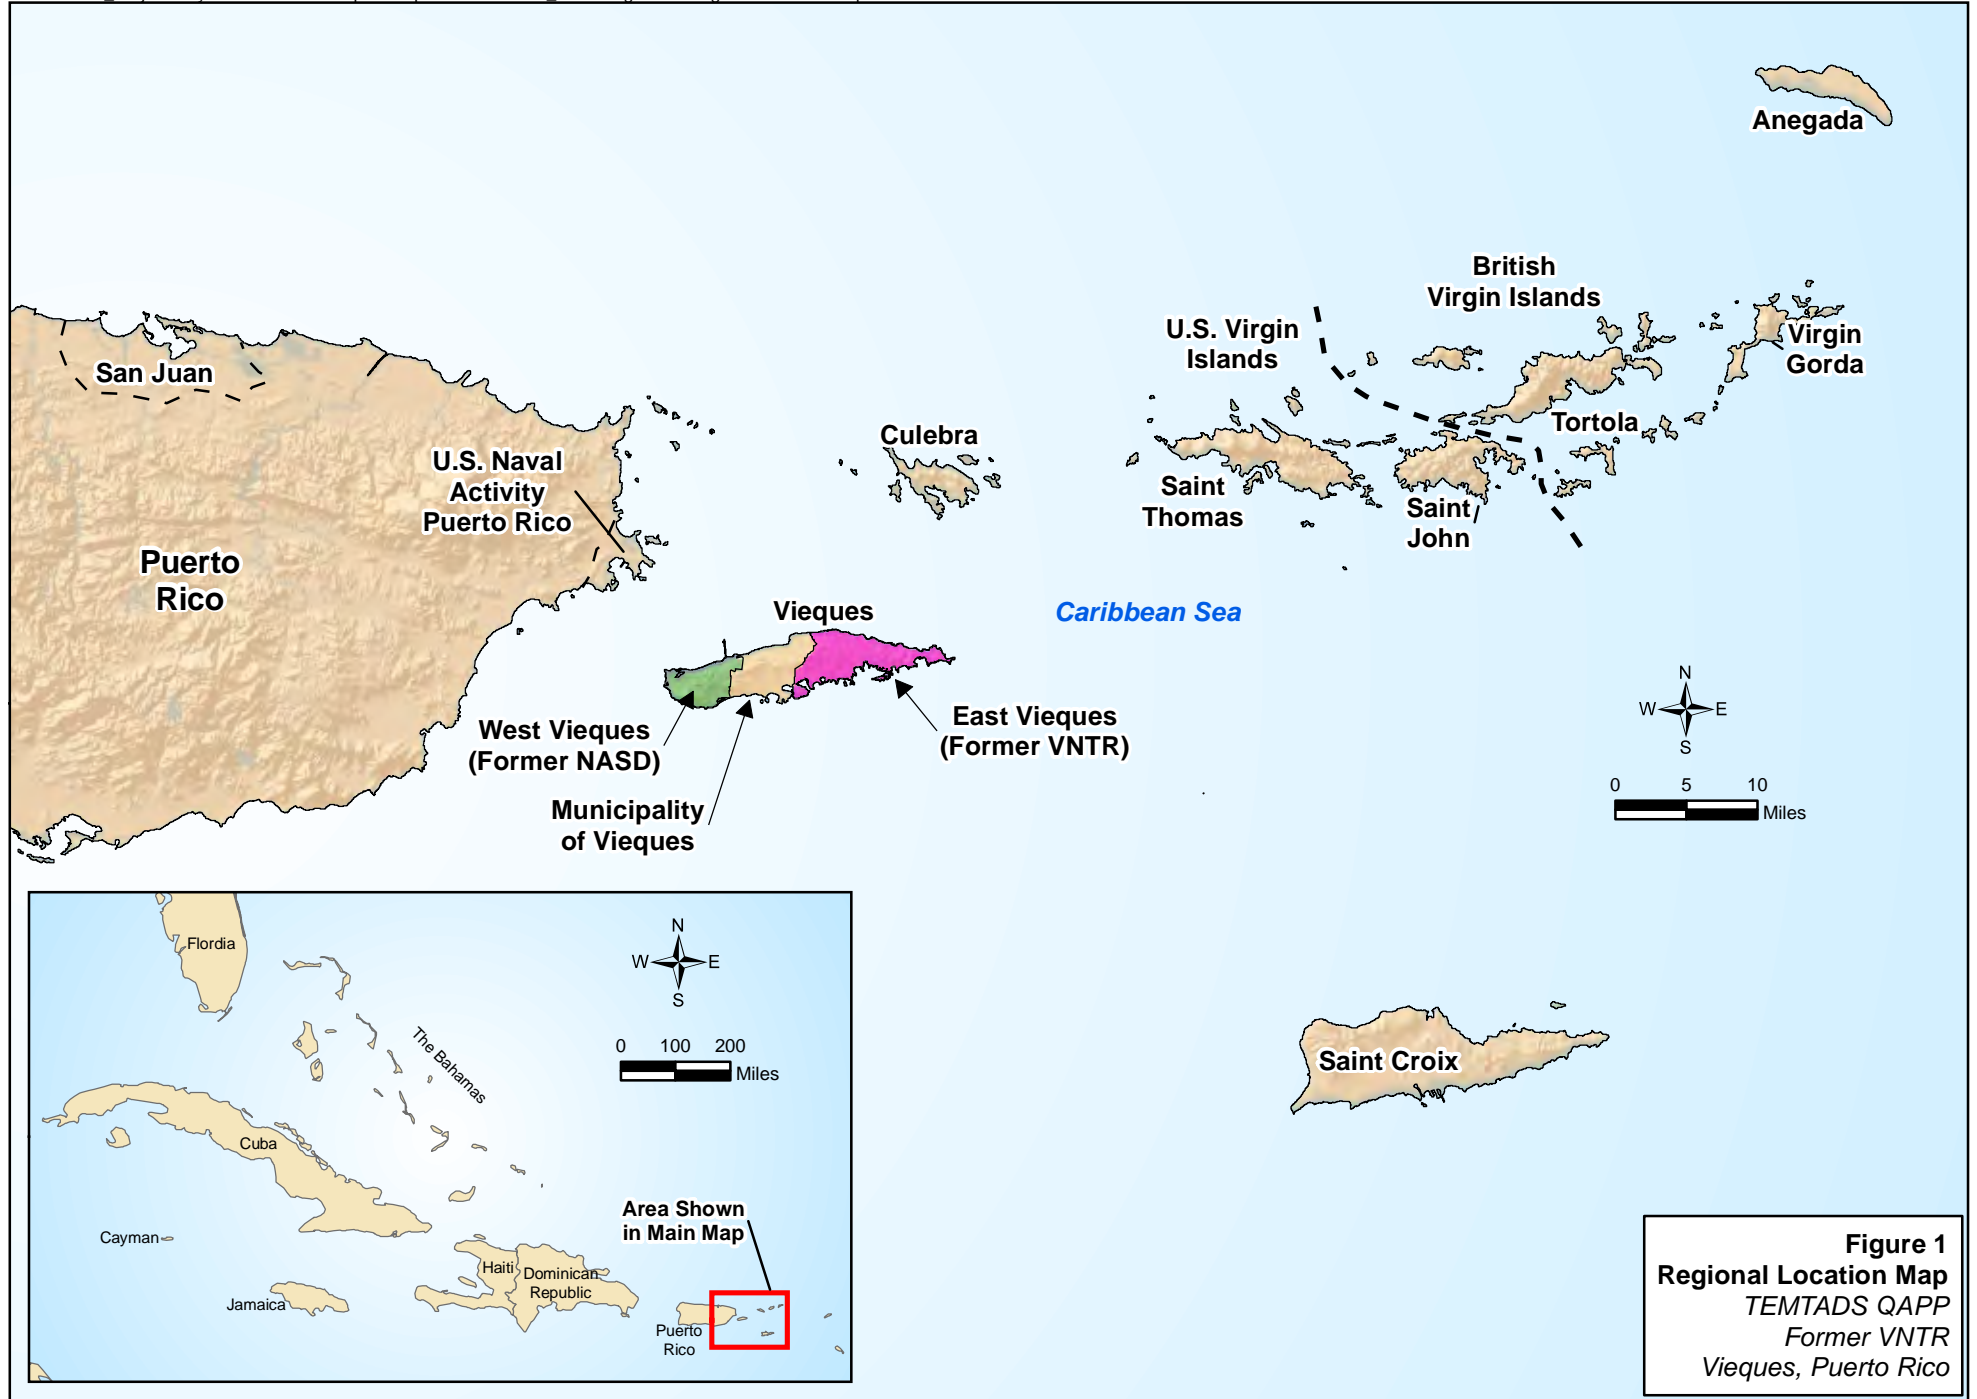 Anegada
British
Virgin Islands
U.S. Virgin
Islands
Virgin
Gorda
San Juan
Tortola
Culebra
U.S. Naval
Activity
Puerto Rico
Saint
Thomas
Saint
John
Puerto
Rico
Vieques
Caribbean Sea
West Vieques
(Former NASD)
East Vieques
(Former VNTR)
Municipality
of Vieques
N
W E
S
0 5 10
Miles
Saint Croix
Flordia
N
W E
S
The Bahamas
0 100 200
Miles
Cuba
Cayman
Area Shown
in Main Map
Haiti
Dominican
Republic
Jamaica
Puerto
Rico
Figure 1
Regional Location Map
TEMTADS QAPP
Former VNTR
Vieques, Puerto Rico